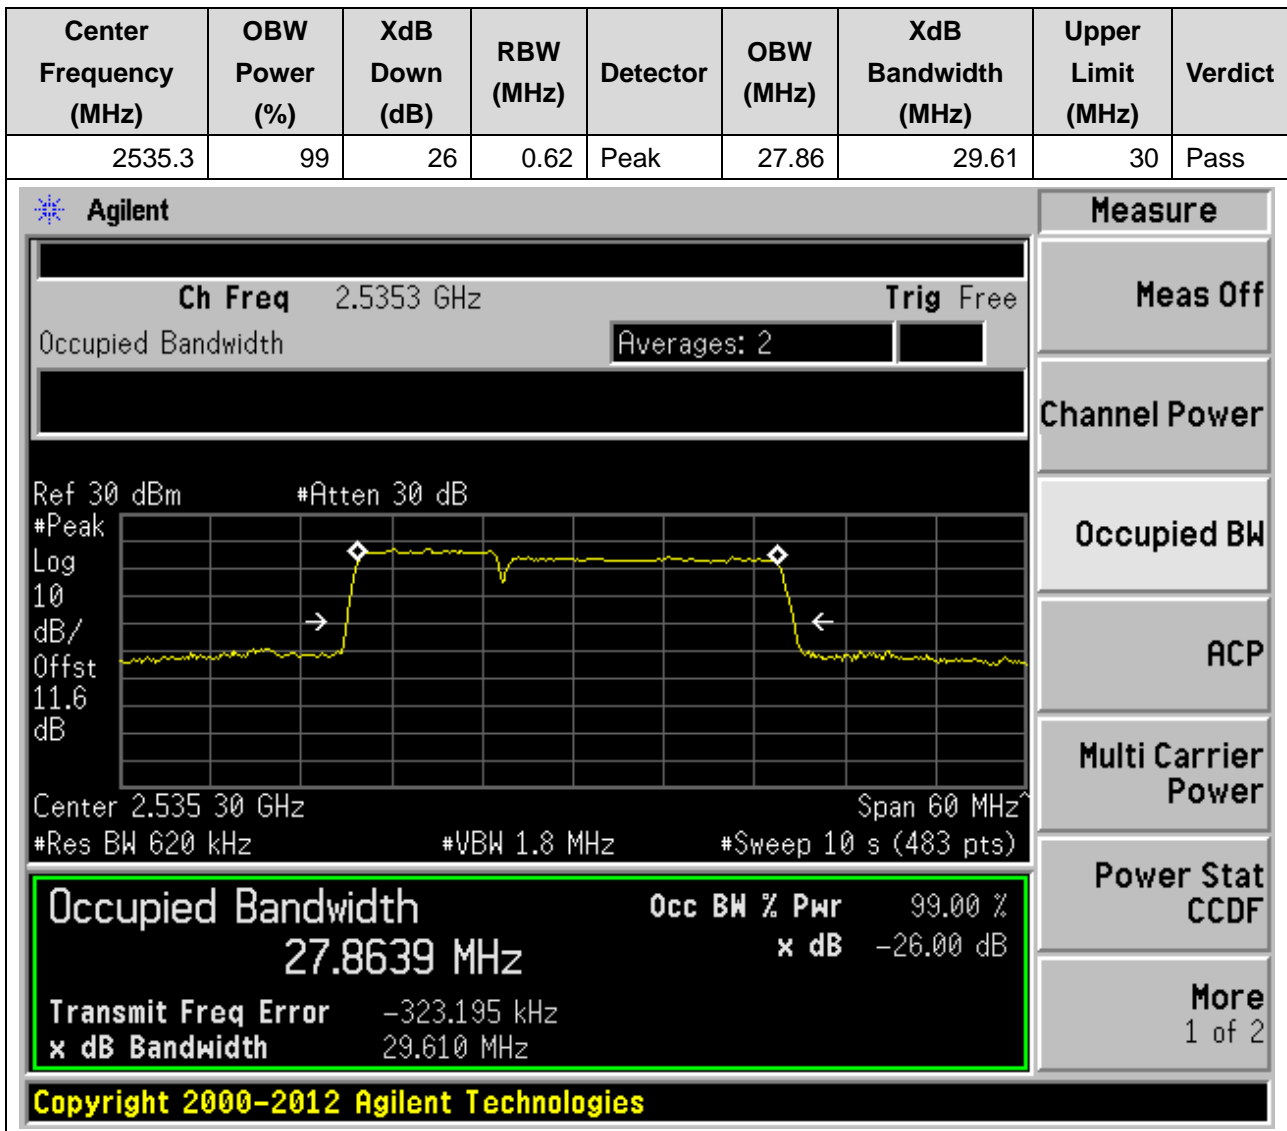 Center Frequency (MHz) OBW Power (%) XdB Down (dB) RBW (MHz) Detector OBW (MHz) XdB Bandwidth (MHz) Upper Limit (MHz) Verdict
2535.3 99 26 0.62 Peak 27.86 29.61 30 Pass
Agilent
Ch Freq 2.5353 GHz Trig Free
Occupied Bandwidth Averages: 2
Ref 30 dBm #Atten 30 dB
#Peak
Log
10
dB/
Offst
11.6
dB
Center 2.535 30 GHz Span 60 MHz^
#Res BW 620 kHz #VBW 1.8 MHz #Sweep 10 s (483 pts)
Occupied Bandwidth Occ BW % Pwr 99.00 %
27.8639 MHz x dB -26.00 dB
Transmit Freq Error -323.195 kHz
x dB Bandwidth 29.610 MHz
Copyright 2000-2012 Agilent Technologies
Measure
Meas Off
Channel Power
Occupied BW
ACP
Multi Carrier
Power
Power Stat
CCDF
More
1 of 2